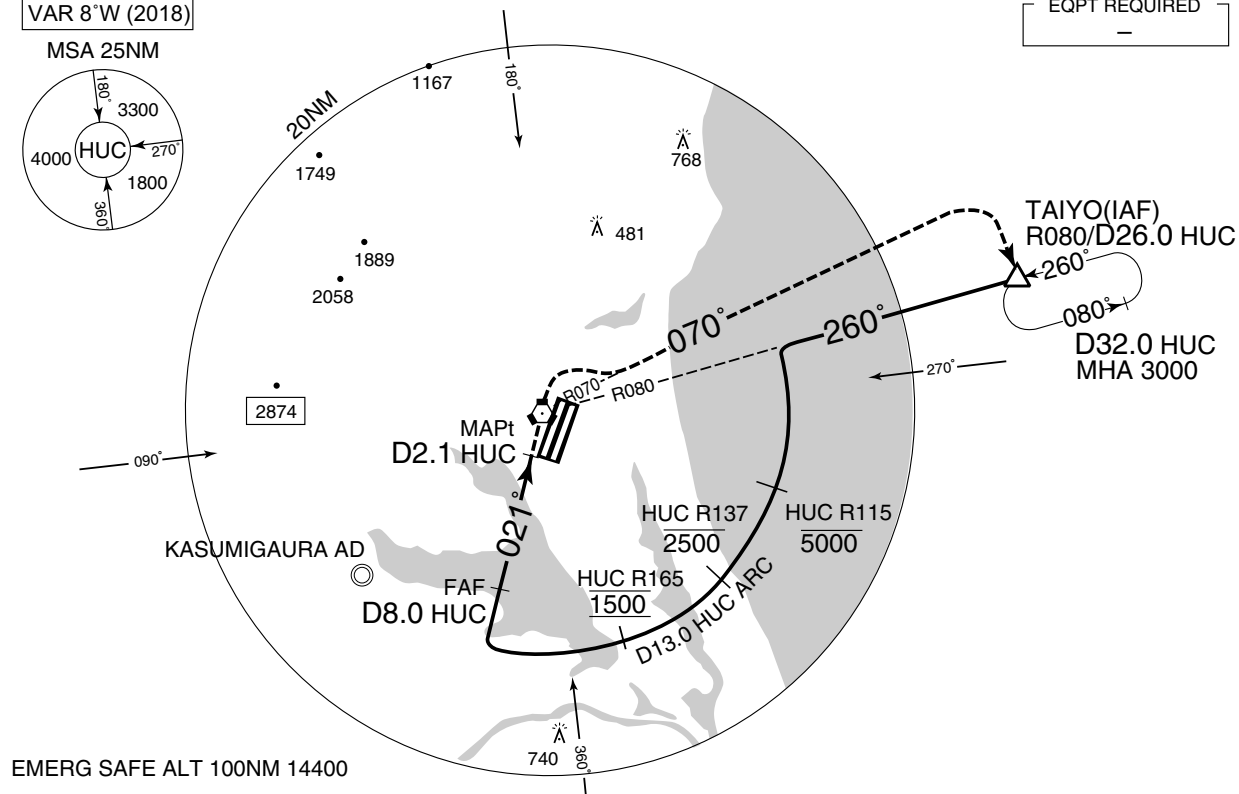 VAR 8˚W (2018)
EQPT REQUIRED
–
MSA 25NM
180˚
3300
4000
HUC
270˚
1800
360˚
20NM
1167
180˚
1749
768
481
1889
2058
TAIYO(IAF)
R080/D26.0 HUC
260˚
080˚
D32.0 HUC
MHA 3000
070˚
260˚
270˚
R070
R080
2874
MAPt
D2.1 HUC
090˚
021˚
HUC R137
2500
HUC R115
5000
KASUMIGAURA AD
FAF
D8.0 HUC
HUC R165
1500
D13.0 HUC ARC
740
360˚
EMERG SAFE ALT 100NM 14400